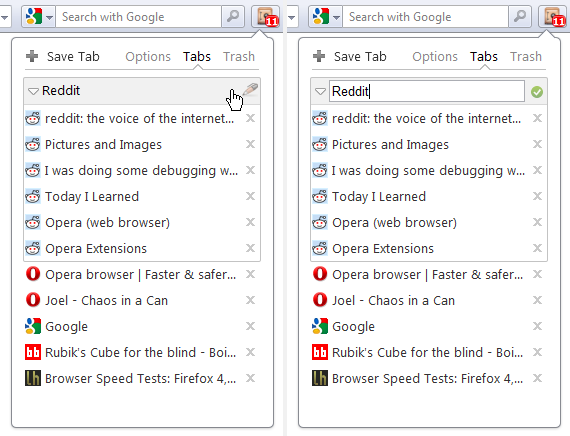 Search with Google
11
Save Tab Options Tabs Trash
Reddit
reddit: the voice of the internet...
Pictures and Images
I was doing some debugging w...
Today I Learned
Opera (web browser)
Opera Extensions
Opera browser | Faster & safer...
Joel - Chaos in a Can
Google
bb Rubik's Cube for the blind - Boi...
lh Browser Speed Tests: Firefox 4,...
Search with Google
11
Save Tab Options Tabs Trash
Reddit
reddit: the voice of the internet...
Pictures and Images
I was doing some debugging w...
Today I Learned
Opera (web browser)
Opera Extensions
Opera browser | Faster & safer...
Joel - Chaos in a Can
Google
bb Rubik's Cube for the blind - Boi...
lh Browser Speed Tests: Firefox 4,...